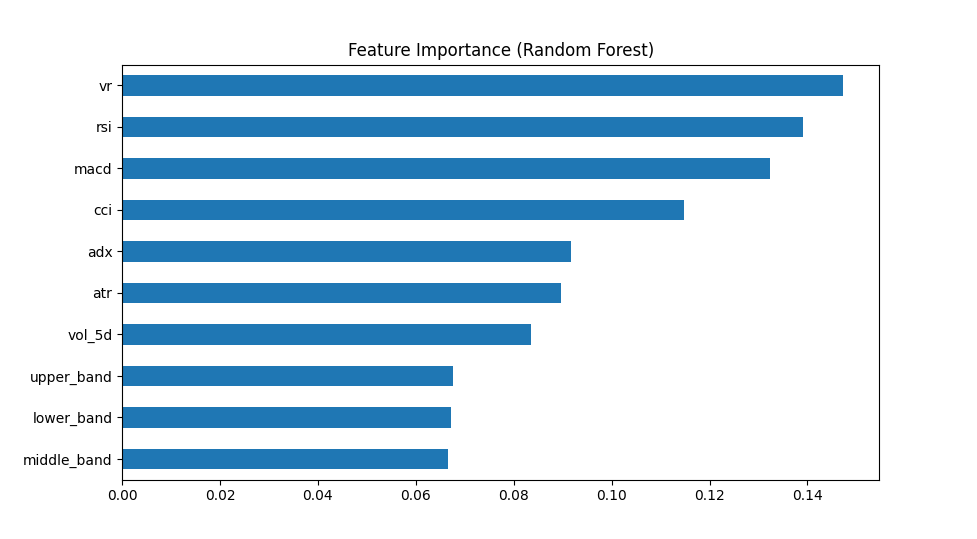 Feature Importance (Random Forest)
vr
rsi
macd
cci
adx
atr
vol_5d
upper_band
lower_band
middle_band
0.00 0.02 0.04 0.06 0.08 0.10 0.12 0.14